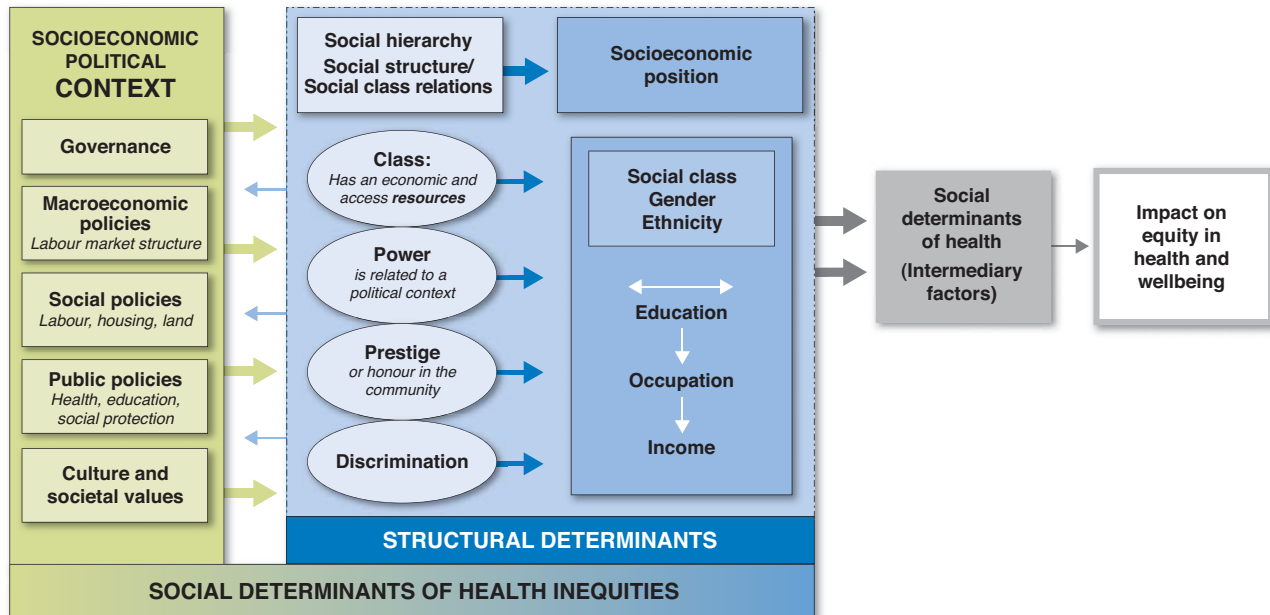 SOCIOECONOMIC
POLITICAL
CONTEXT
Governance
Macroeconomic
policies
Labour market structure
Social policies
Labour, housing, land
Public policies
Health, education,
social protection
Culture and
societal values
Social hierarchy
Social structure/
Social class relations
Socioeconomic
position
Class:
Has an economic and
access resources
Power
is related to a
political context
Prestige
or honour in the
community
Discrimination
Social class
Gender
Ethnicity
Education
Occupation
Income
Social
determinants
of health
(Intermediary
factors)
Impact on
equity in
health and
wellbeing
STRUCTURAL DETERMINANTS
SOCIAL DETERMINANTS OF HEALTH INEQUITIES